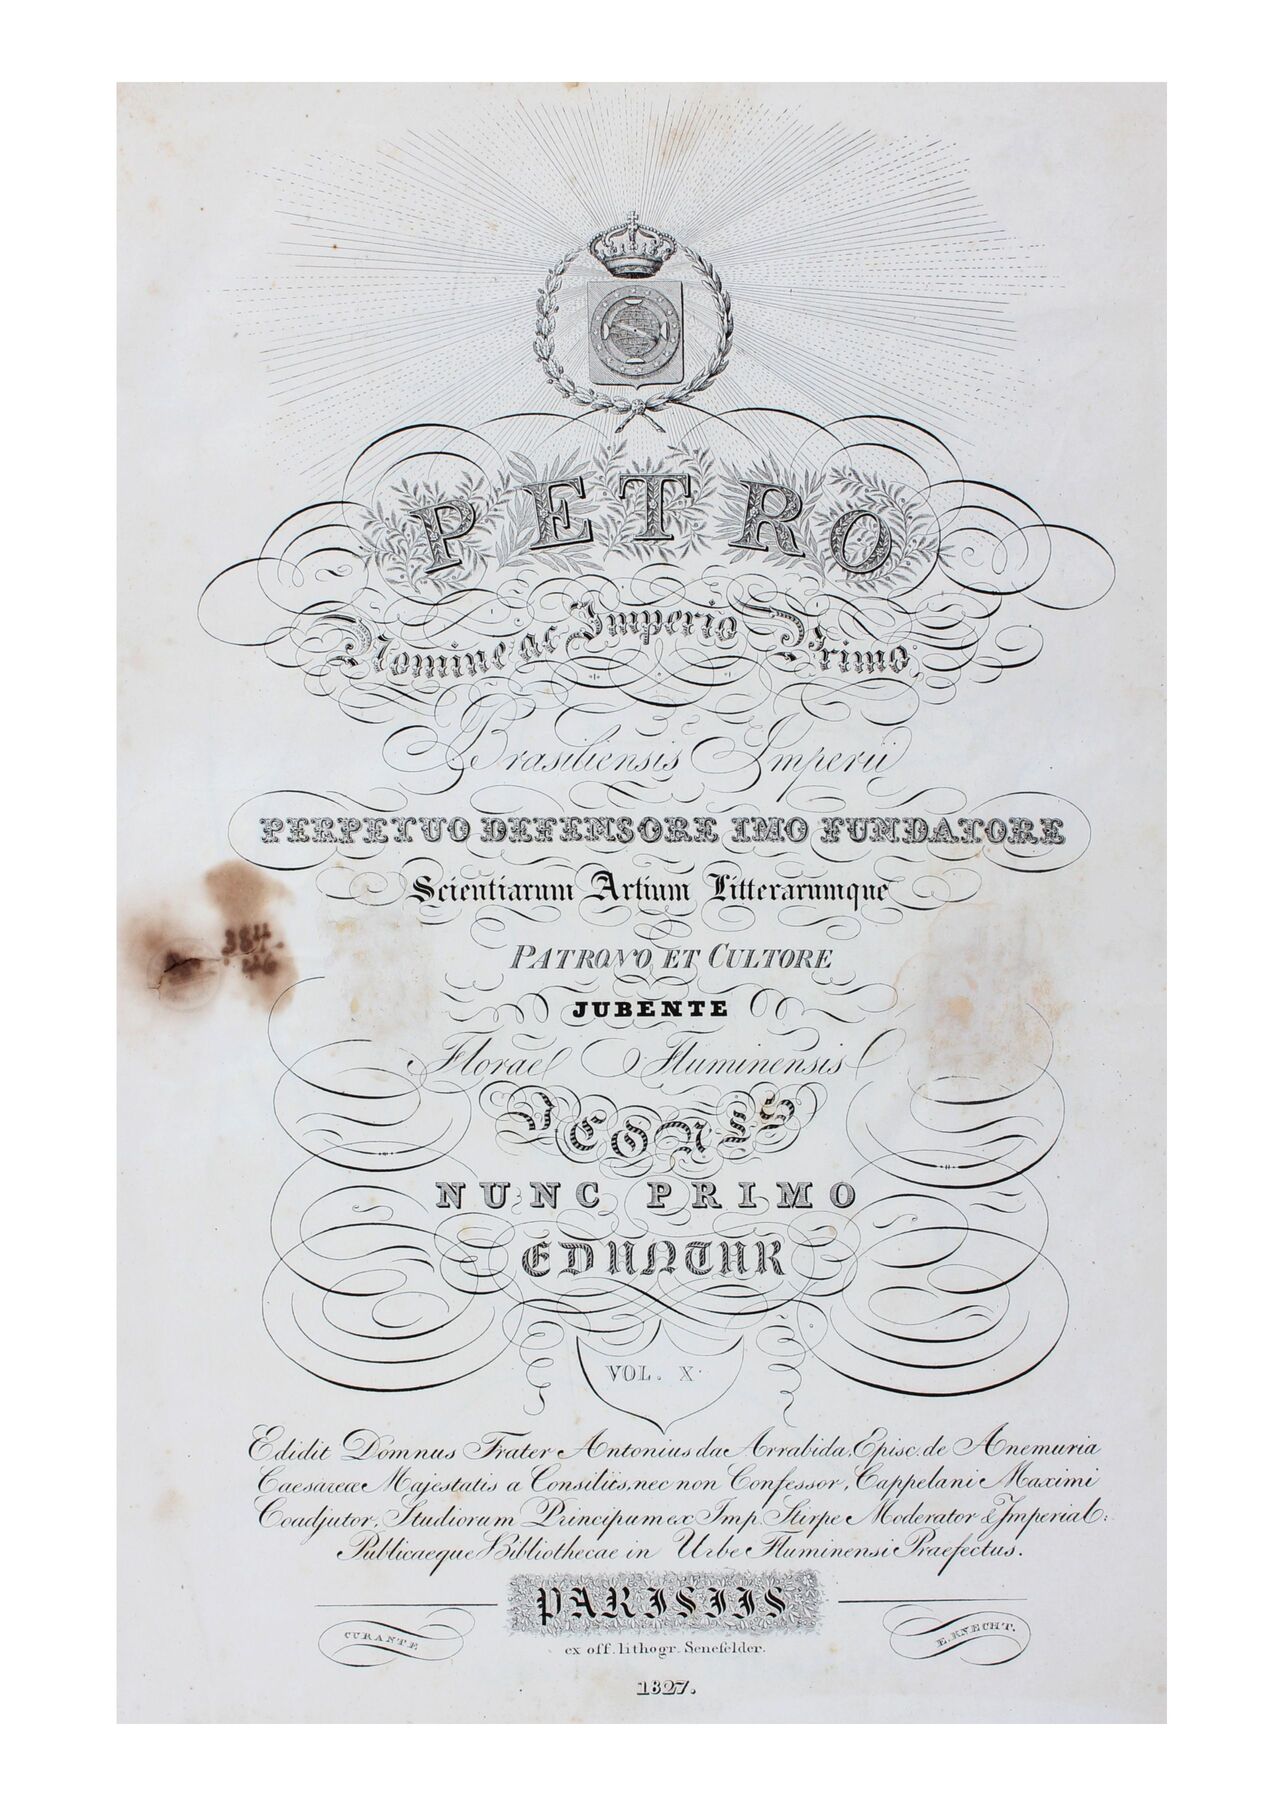 PETRO
Nomine ac Imperio Primo,
Brasiliensis Imperii
PERPETUO DEFENSORE IMO FUNDATORE
Scientiarum Artium Litterarumque
384
PATRONO ET CULTORE
JUBENTE
Florae Fluminensis
ICONES
NUNC PRIMO
EDUNTUR
VOL. X.
Edidit Domnus Frater Antonius da Arrabida, Episc. de Anemuria
Caesareae Majestatis a Consiliis, nec non Confessor, Cappelani Maximi
Coadjutor, Studiorum Principum ex Imp. Stirpe Moderator & Imperial:
Publicaeque Bibliothecae in Urbe Fluminensi Praefectus.
PARISIIS
CURANTE E. KNECHT.
ex off. lithogr. Senefelder.
1827.